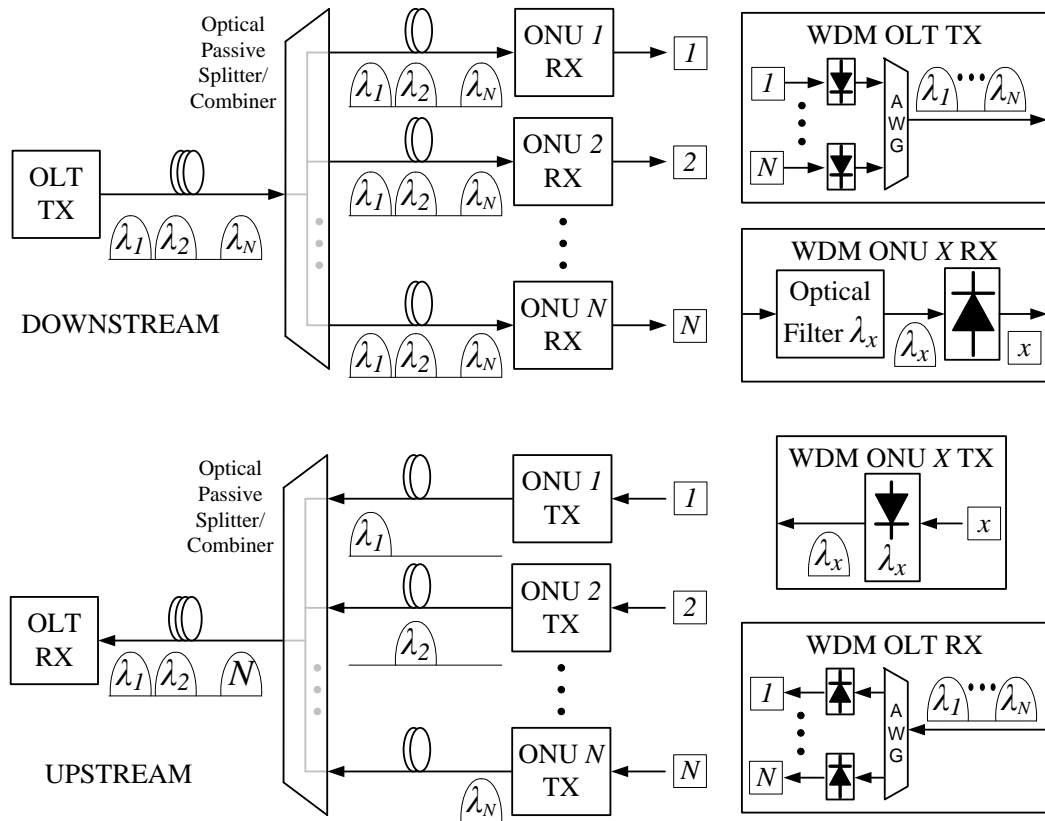 Optical
Passive
Splitter/
Combiner
OLT
TX
λ1 λ2 λN
DOWNSTREAM
ONU 1
RX
1
λ1 λ2 λN
ONU 2
RX
2
λ1 λ2 λN
ONU N
RX
N
λ1 λ2 λN
WDM OLT TX
1
N
AWG
λ1 λN
WDM ONU X RX
Optical
Filter λx
λx
x
Optical
Passive
Splitter/
Combiner
OLT
RX
λ1 λ2 N
UPSTREAM
ONU 1
TX
1
λ1
ONU 2
TX
2
λ2
ONU N
TX
N
λN
WDM ONU X TX
λx
λx
x
WDM OLT RX
1
N
AWG
λ1 λN